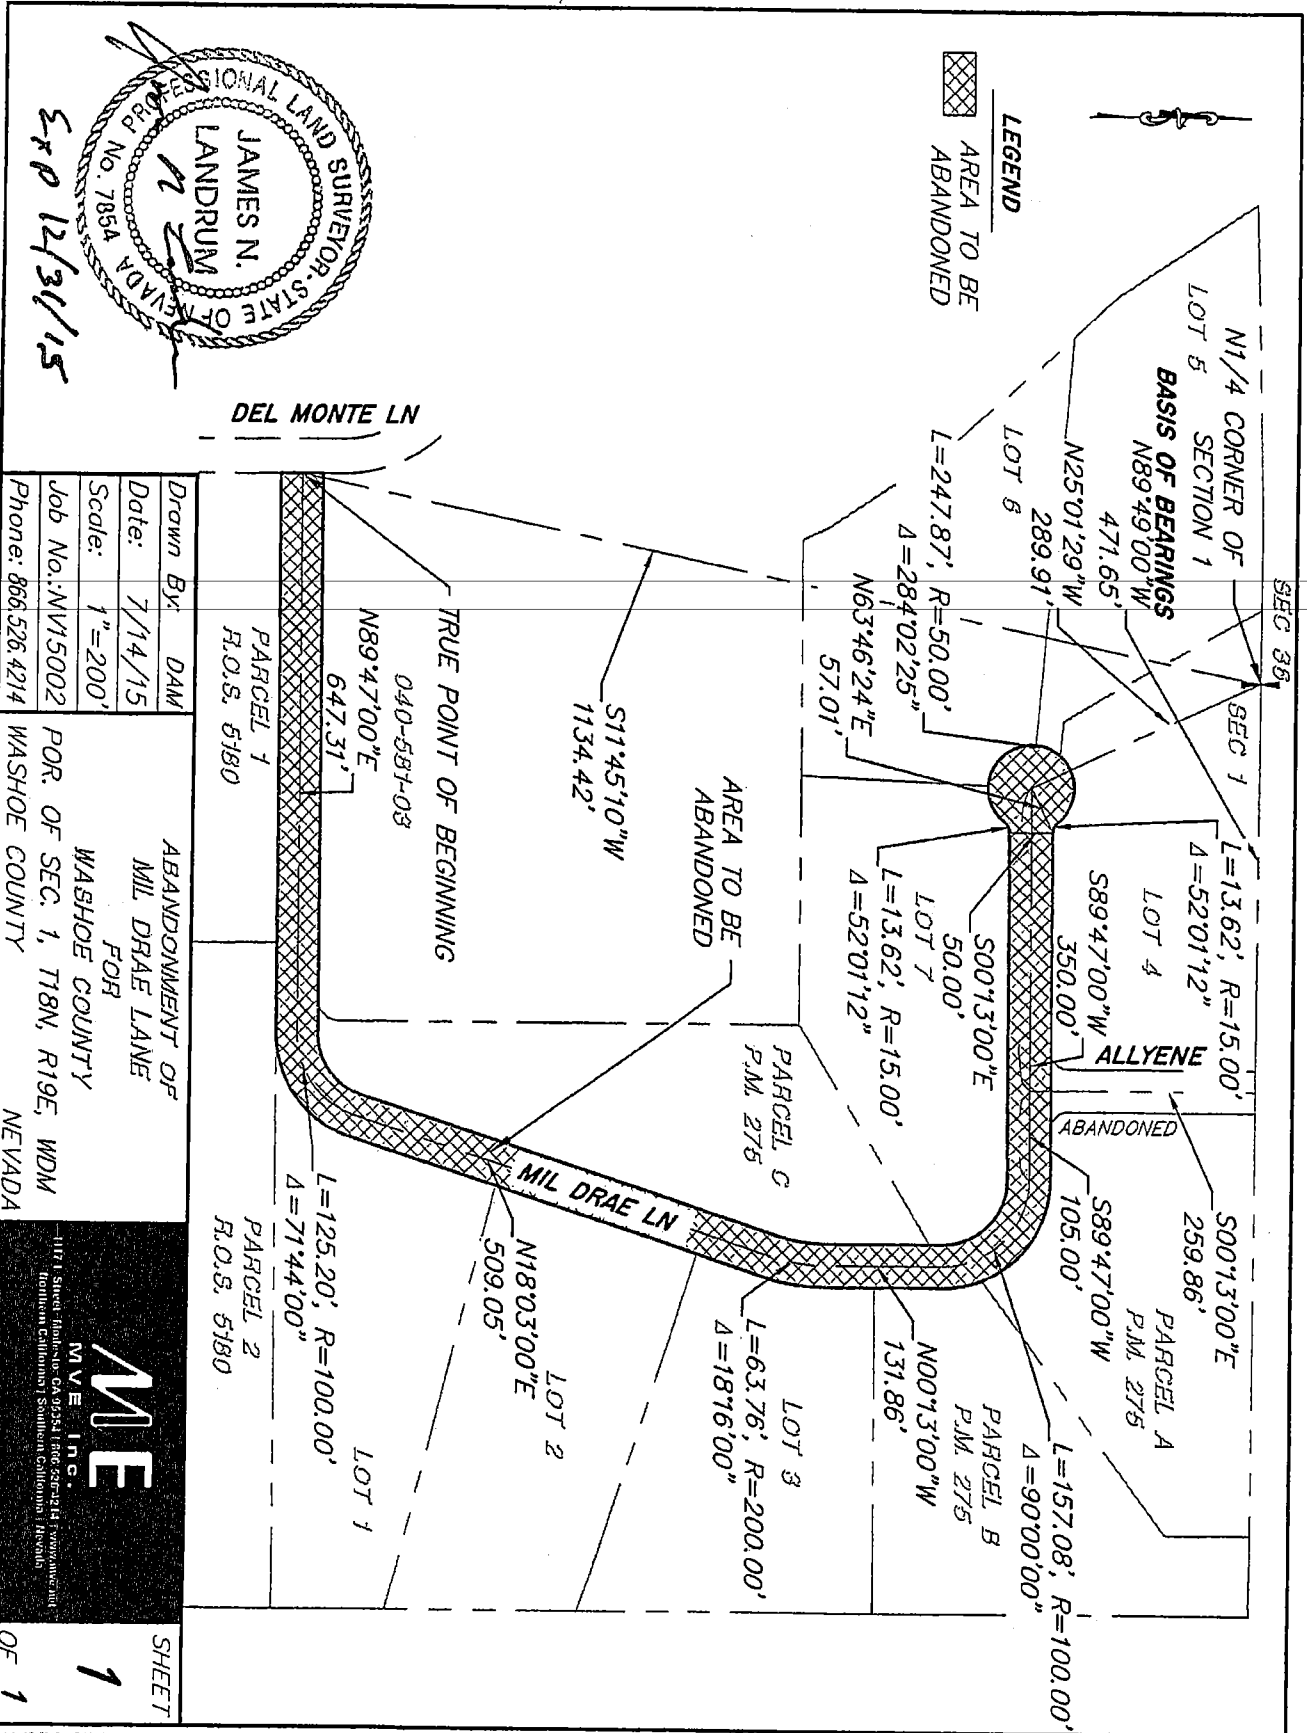 LEGEND
AREA TO BE
ABANDONED
N1/4 CORNER OF
SECTION 1
LOT 5
BASIS OF BEARINGS
N89°49'00"W
471.65'
N25°01'29"W
289.91'
LOT 6
SEC 36
SEC 1
L=247.87', R=50.00'
Δ=284°02'25"
N63°46'24"E
57.01'
L=13.62', R=15.00'
Δ=52°01'12"
LOT 4
S89°47'00"W
350.00'
ALLYENE
ABANDONED
S00°13'00"E
259.86'
PARCEL A
P.M. 275
S89°47'00"W
105.00'
L=157.08', R=100.00'
Δ=90°00'00"
S00°13'00"E
50.00'
LOT 7
L=13.62', R=15.00'
Δ=52°01'12"
PARCEL C
P.M. 275
PARCEL B
P.M. 275
N00°13'00"W
131.86'
LOT 3
L=63.76', R=200.00'
Δ=18°16'00"
AREA TO BE
ABANDONED
S11°45'10"W
1134.42'
MIL DRAE LN
LOT 2
N18°03'00"E
509.05'
LOT 1
L=125.20', R=100.00'
Δ=71°44'00"
TRUE POINT OF BEGINNING
040-581-03
N89°47'00"E
647.31'
DEL MONTE LN
PARCEL 1
R.O.S. 5180
PARCEL 2
R.O.S. 5180
PROFESSIONAL LAND SURVEYOR-STATE OF NEVADA
JAMES N.
LANDRUM
No. 7854
Exp 12/31/15
Drawn By: DAM
Date: 7/14/15
Scale: 1"=200'
Job No.:NV15002
Phone: 866.526.4214
ABANDONMENT OF
MIL DRAE LANE
FOR
WASHOE COUNTY
POR. OF SEC. 1, T18N, R19E, WDM
WASHOE COUNTY NEVADA
MVE Inc.
Northern California | Southern California | Nevada
SHEET
1
OF 1